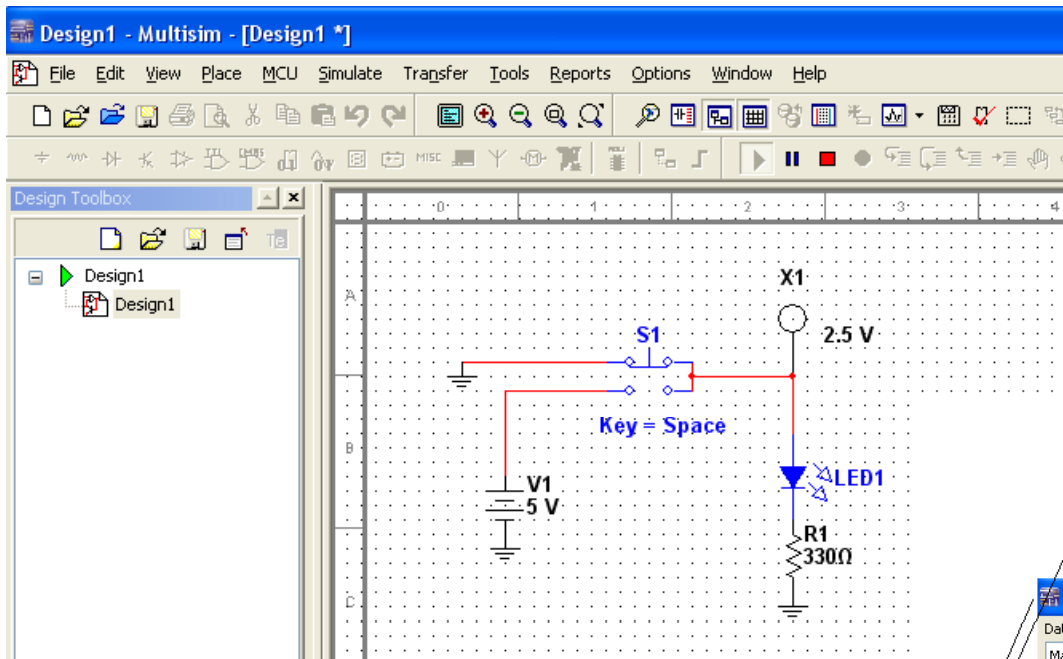 Design1 - Multisim - [Design1 *]
File Edit View Place MCU Simulate Transfer Tools Reports Options Window Help
MISC
Design Toolbox
0 1 2 3 4
Design1
Design1
A
B
C
X1
2.5 V
S1
Key = Space
V1
5 V
LED1
R1
330Ω